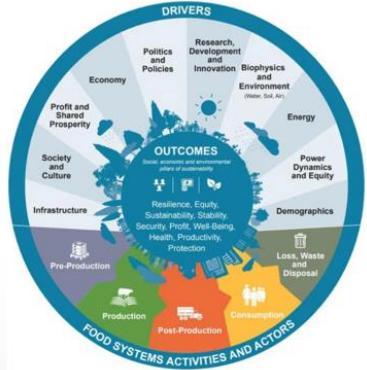 DRIVERS
Infrastructure
Society
and
Culture
Profit and
Shared
Prosperity
Economy
Politics
and
Policies
Research,
Development
and
Innovation
Biophysics
and
Environment
(Water, Soil, Air)
Energy
Power
Dynamics
and Equity
Demographics
OUTCOMES
Social, economic and environmental
pillars of sustainability
Resilience, Equity,
Sustainability, Stability,
Security, Profit, Well-Being,
Health, Productivity,
Protection
Pre-Production
Production
Post-Production
Consumption
Loss, Waste
and
Disposal
FOOD SYSTEMS ACTIVITIES AND ACTORS